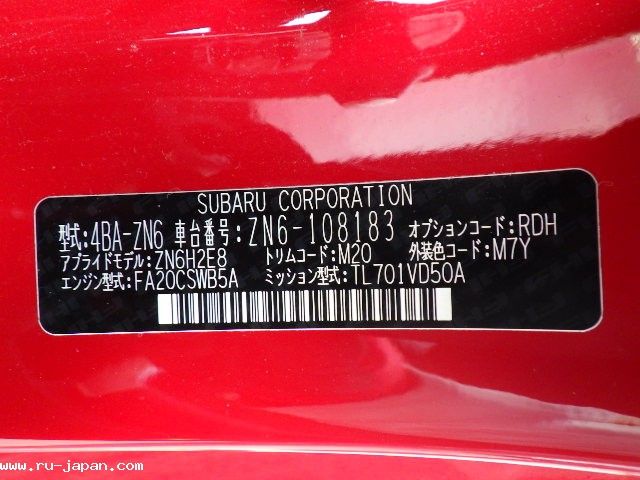 SUBARU CORPORATION
型式:4BA-ZN6 車台番号:ZN6-108183 オプションコード:RDH
アプライドモデル:ZN6H2E8 トリムコード:M20 外装色コード:M7Y
エンジン型式:FA20CSWB5A ミッション型式:TL701VD50A
www.ru-japan.com